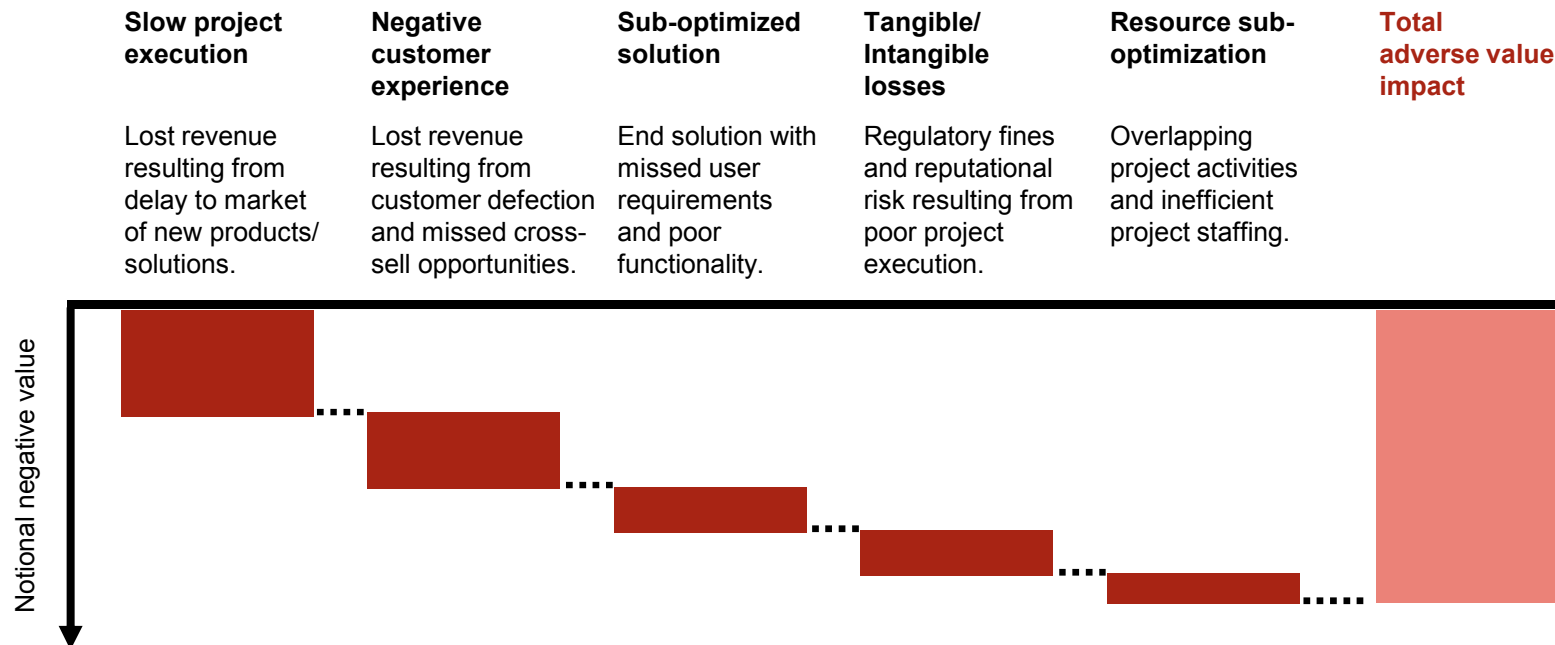 Slow project
execution
Lost revenue
resulting from
delay to market
of new products/
solutions.
Negative
customer
experience
Lost revenue
resulting from
customer defection
and missed cross-
sell opportunities.
Sub-optimized
solution
End solution with
missed user
requirements
and poor
functionality.
Tangible/
Intangible
losses
Regulatory fines
and reputational
risk resulting from
poor project
execution.
Resource sub-
optimization
Overlapping
project activities
and inefficient
project staffing.
Total
adverse value
impact
Notional negative value